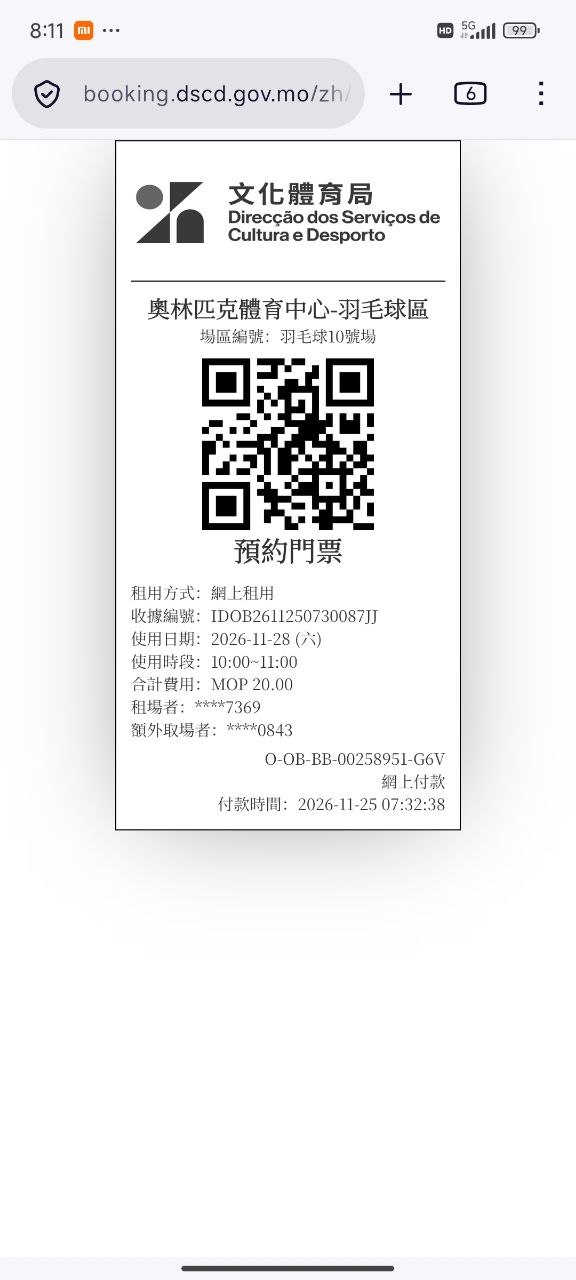 8:11
HD 5G 99
booking.dscd.gov.mo/zh/
6
文化體育局
Direcção dos Serviços de
Cultura e Desporto
奧林匹克體育中心-羽毛球區
場區編號：羽毛球10號場
預約門票
租用方式：網上租用
收據編號：IDOB2611250730087JJ
使用日期：2026-11-28 (六)
使用時段：10:00~11:00
合計費用：MOP 20.00
租場者：****7369
額外取場者：****0843
O-OB-BB-00258951-G6V
網上付款
付款時間：2026-11-25 07:32:38